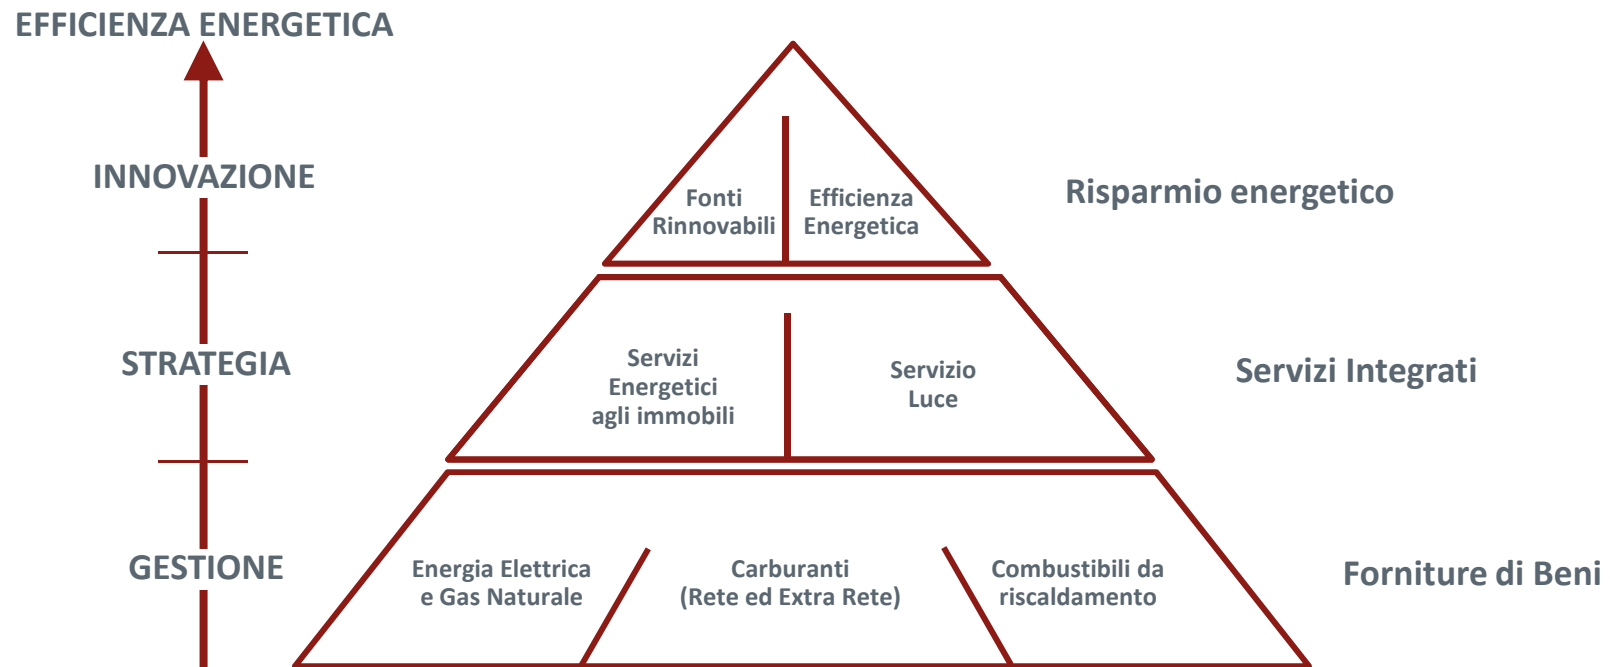 EFFICIENZA ENERGETICA
INNOVAZIONE
Fonti
Rinnovabili
Efficienza
Energetica
Risparmio energetico
STRATEGIA
Servizi
Energetici
agli immobili
Servizio
Luce
Servizi Integrati
GESTIONE
Energia Elettrica
e Gas Naturale
Carburanti
(Rete ed Extra Rete)
Combustibili da
riscaldamento
Forniture di Beni